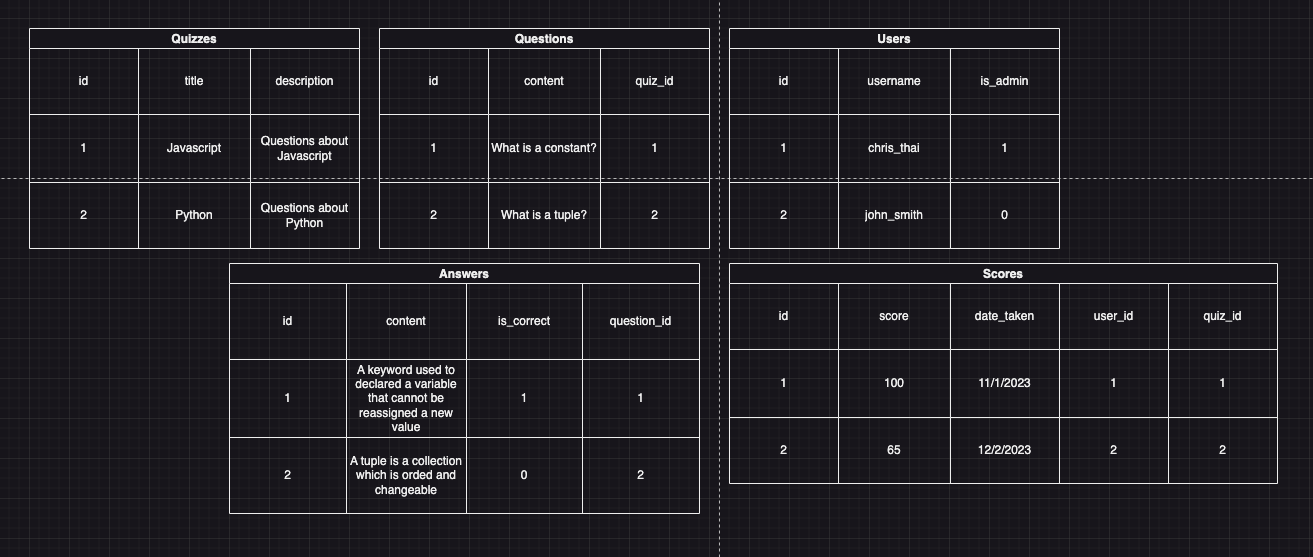 Quizzes
id title description
1 Javascript Questions about
Javascript
2 Python Questions about
Python
Questions
id content quiz_id
1 What is a constant? 1
2 What is a tuple? 2
Users
id username is_admin
1 chris_thai 1
2 john_smith 0
Answers
id content is_correct question_id
A keyword used to
declared a variable
1 that cannot be 1 1
reassigned a new
value
A tuple is a collection
2 which is orded and 0 2
changeable
Scores
id score date_taken user_id quiz_id
1 100 11/1/2023 1 1
2 65 12/2/2023 2 2